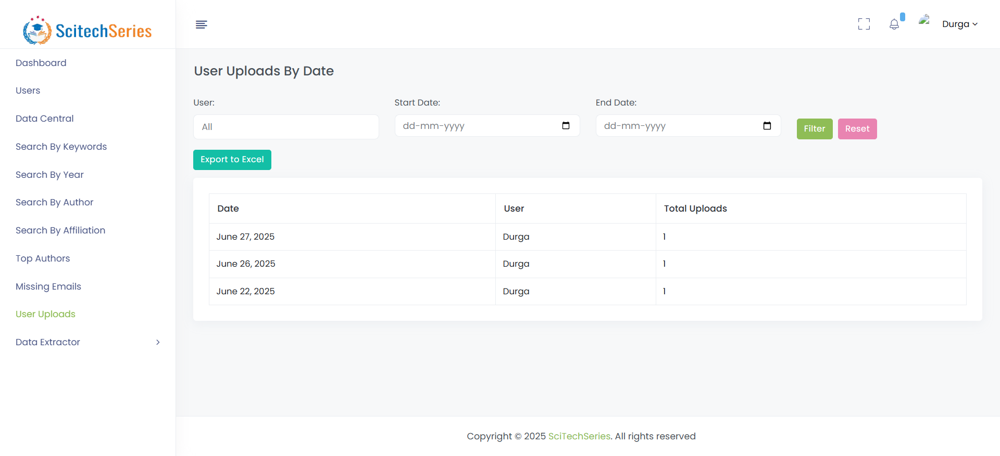 ScitechSeries
Durga
Dashboard
Users
Data Central
Search By Keywords
Search By Year
Search By Author
Search By Affiliation
Top Authors
Missing Emails
User Uploads
Data Extractor
User Uploads By Date
User: Start Date: End Date:
All dd-mm-yyyy dd-mm-yyyy Filter Reset
Export to Excel
Date User Total Uploads
June 27, 2025 Durga 1
June 26, 2025 Durga 1
June 22, 2025 Durga 1
Copyright © 2025 SciTechSeries. All rights reserved